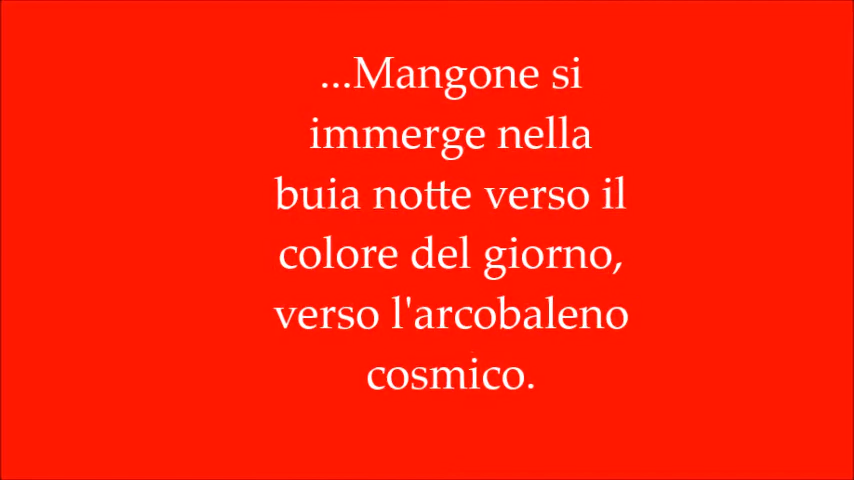 ...Mangone si
immerge nella
buia notte verso il
colore del giorno,
verso l'arcobaleno
cosmico.